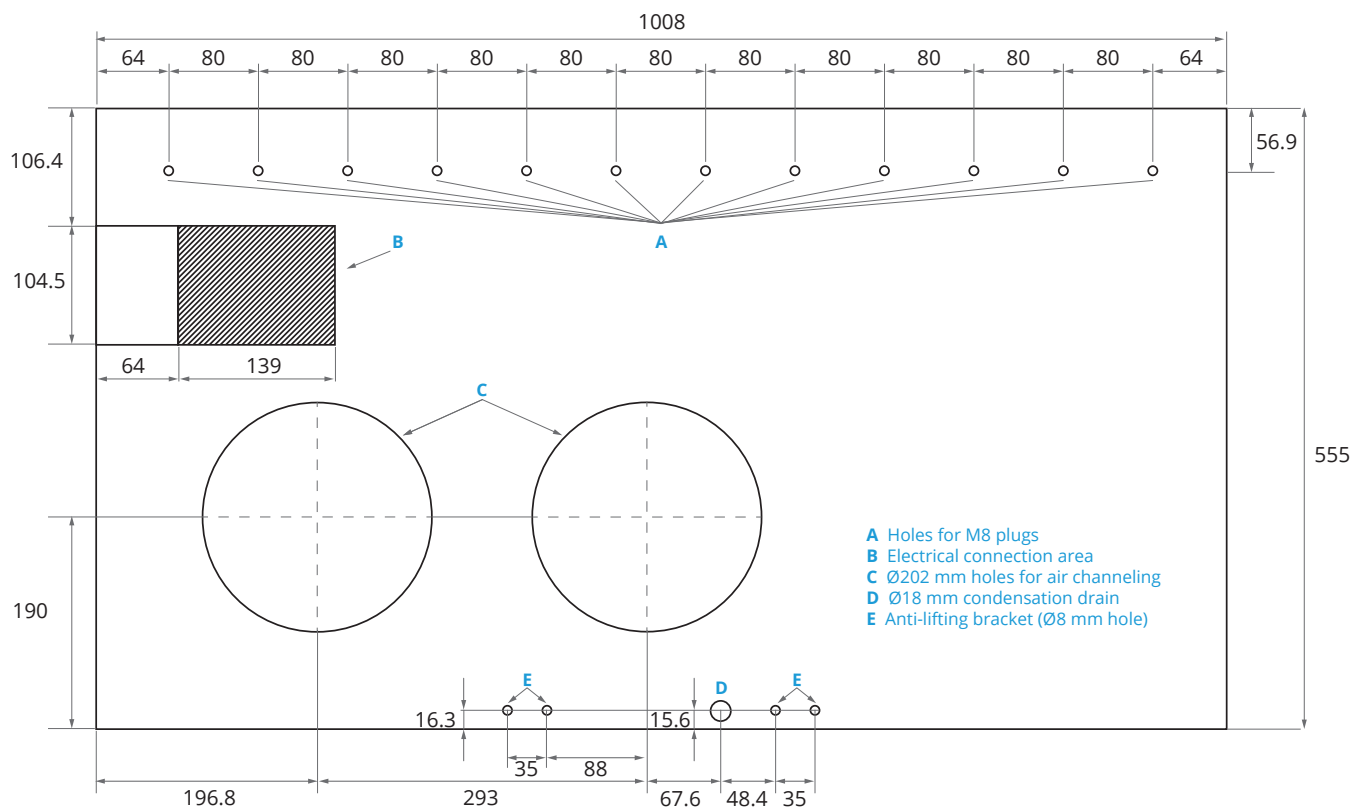 1008
64 80 80 80 80 80 80 80 80 80 80 80 64
106.4
56.9
A
B
104.5
64 139
C
555
A Holes for M8 plugs
B Electrical connection area
C Ø202 mm holes for air channeling
D Ø18 mm condensation drain
E Anti-lifting bracket (Ø8 mm hole)
190
E D E
16.3 15.6
35 88
196.8 293 67.6 48.4 35